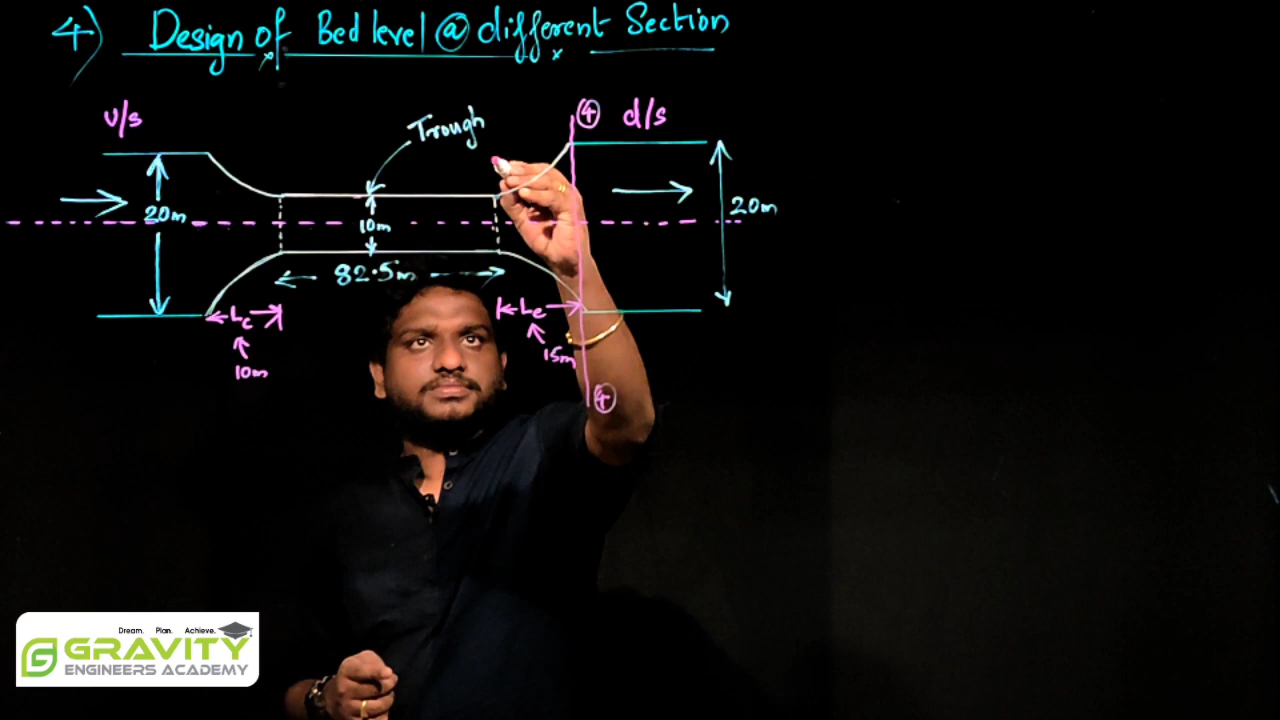 4) Design of Bed level @ different Section
u/s
Trough
4 d/s
20m
10m
20m
82.5m
Lc
Le
10m
15m
4
Dream. Plan. Achieve.
GRAVITY
ENGINEERS ACADEMY